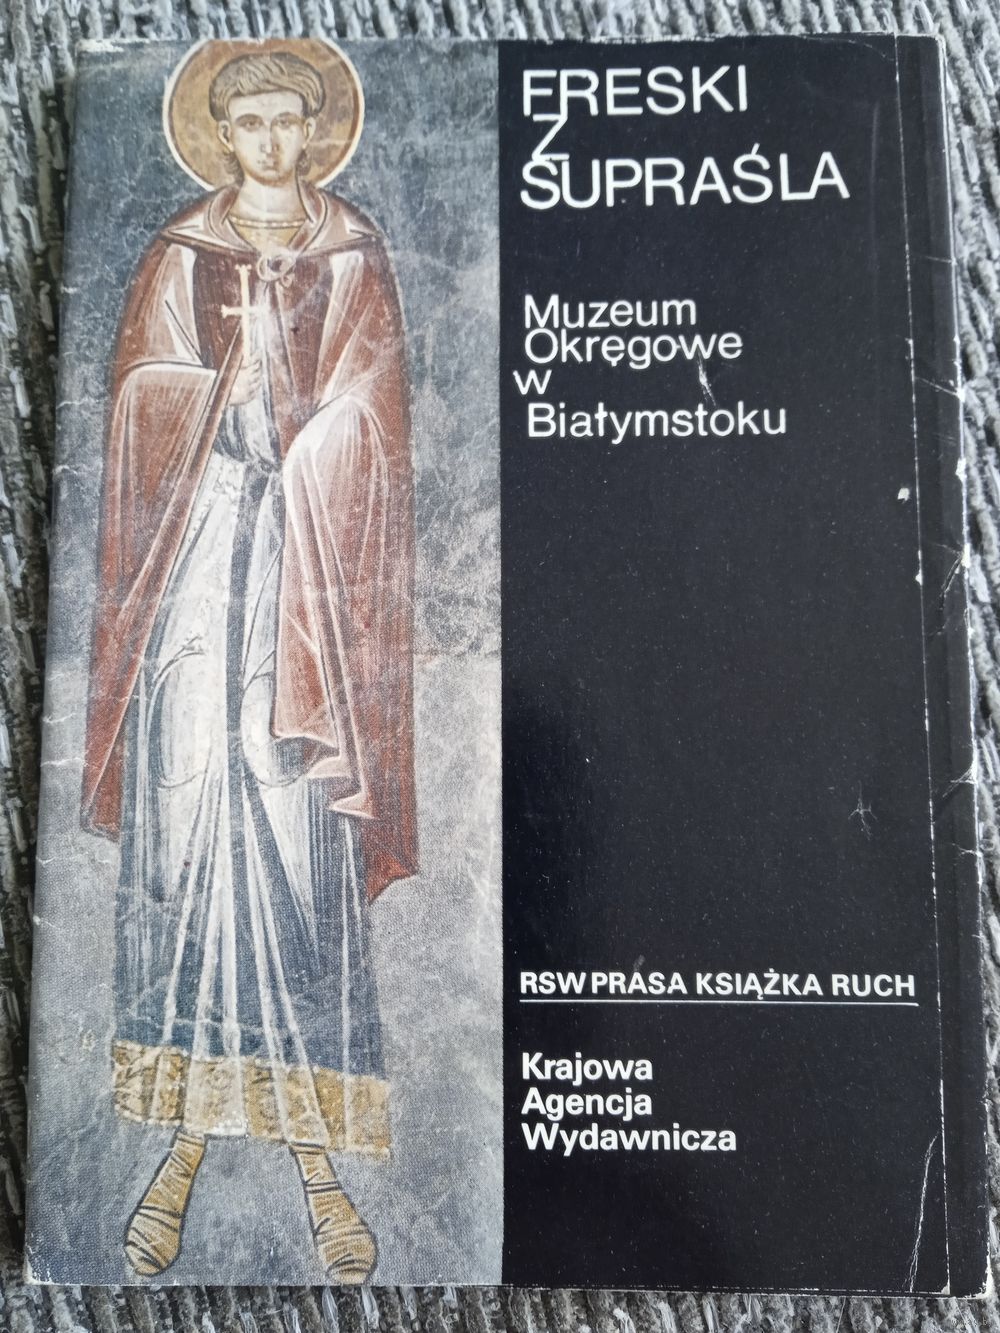 FRESKI
Z
SUPRAŚLA
Muzeum
Okręgowe
w
Białymstoku
RSW PRASA KSIĄŻKA RUCH
Krajowa
Agencja
Wydawnicza